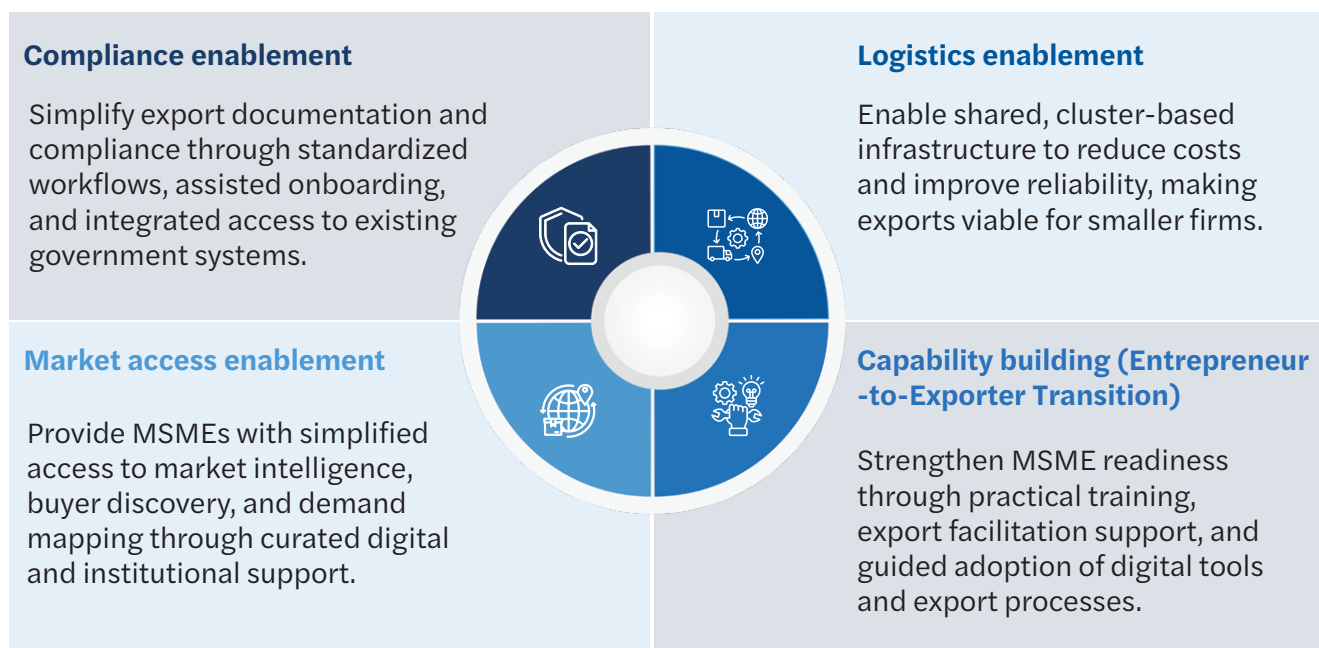 Compliance enablement
Simplify export documentation and
compliance through standardized
workflows, assisted onboarding,
and integrated access to existing
government systems.
Logistics enablement
Enable shared, cluster-based
infrastructure to reduce costs
and improve reliability, making
exports viable for smaller firms.
Market access enablement
Provide MSMEs with simplified
access to market intelligence,
buyer discovery, and demand
mapping through curated digital
and institutional support.
Capability building (Entrepreneur
-to-Exporter Transition)
Strengthen MSME readiness
through practical training,
export facilitation support, and
guided adoption of digital tools
and export processes.